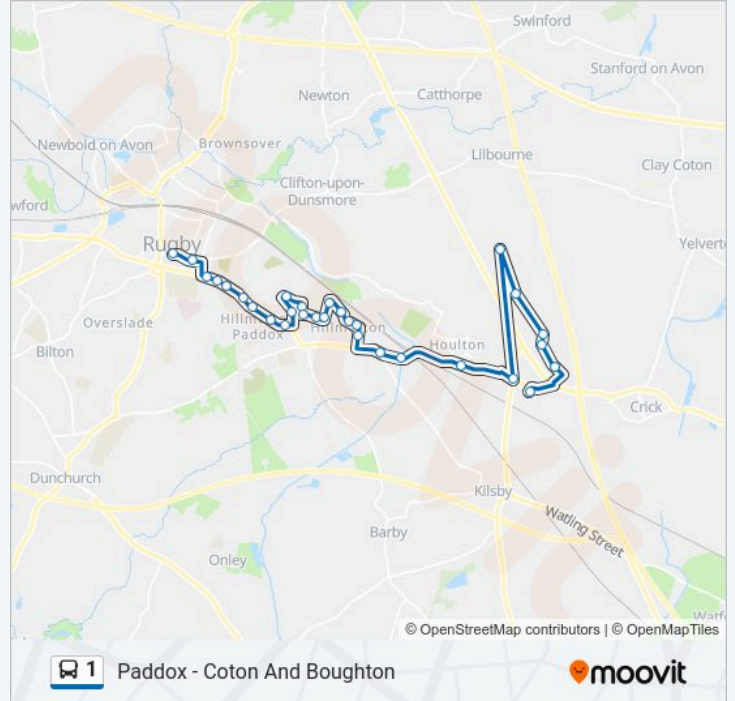 Swinford
Stanford on Avon
Newton
Catthorpe
Newbold on Avon
Brownsover
Lilbourne
Clay Coton
Clifton-upon-
Dunsmore
wford
Rugby
Yelvert
Overslade
Hillm
Paddox
Hillmorton
Houlton
Bilton
Crick
Dunchurch
Kilsby
Watling Street
Barby
Onley
Watf
© OpenStreetMap contributors | © OpenMapTiles
1 Paddox - Coton And Boughton
moovit